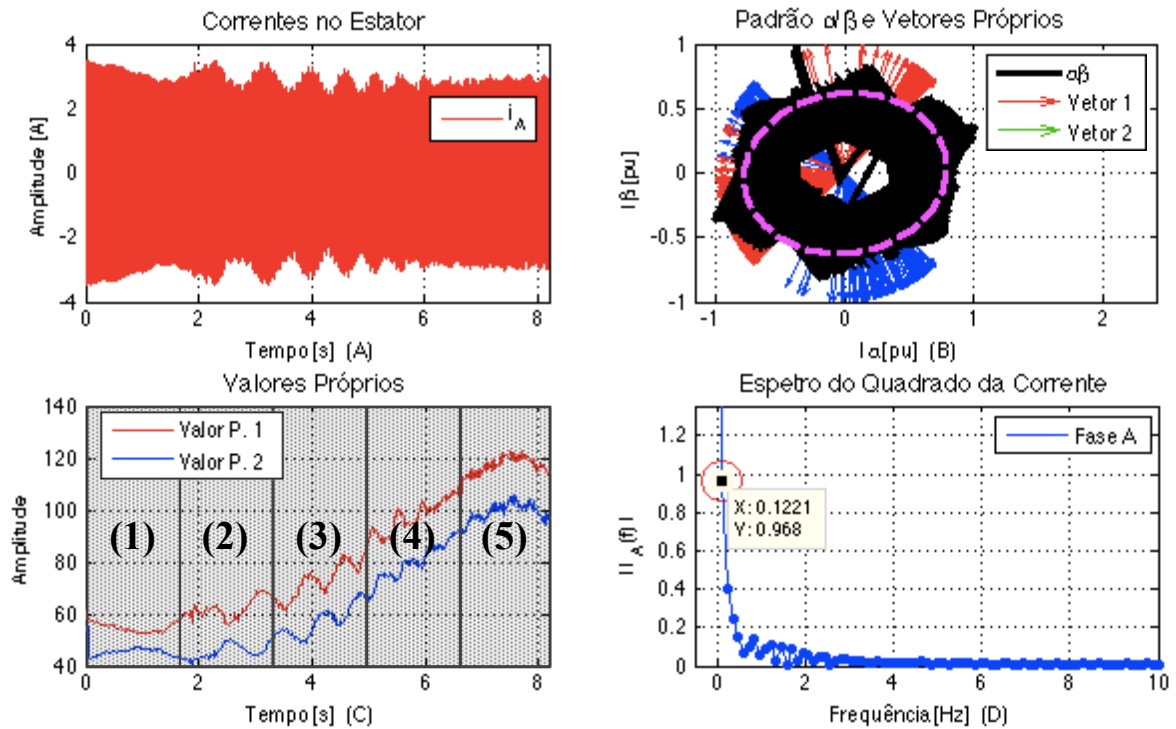 Correntes no Estator
Amplitude [A]
4
2
0
-2
-4
i_A
0 2 4 6 8
Tempo[s] (A)
Padrão α/β e Vetores Próprios
Iβ[pu]
1
0.5
0
-0.5
-1
αβ
Vetor 1
Vetor 2
-1 0 1 2
Iα[pu] (B)
Valores Próprios
Amplitude
140
120
100
80
60
40
Valor P. 1
Valor P. 2
(1) (2) (3) (4) (5)
0 2 4 6 8
Tempo[s] (C)
Espetro do Quadrado da Corrente
I I_A(f) I
1.2
1
0.8
0.6
0.4
0.2
0
Fase A
X: 0.1221
Y: 0.968
0 2 4 6 8 10
Frequência[Hz] (D)